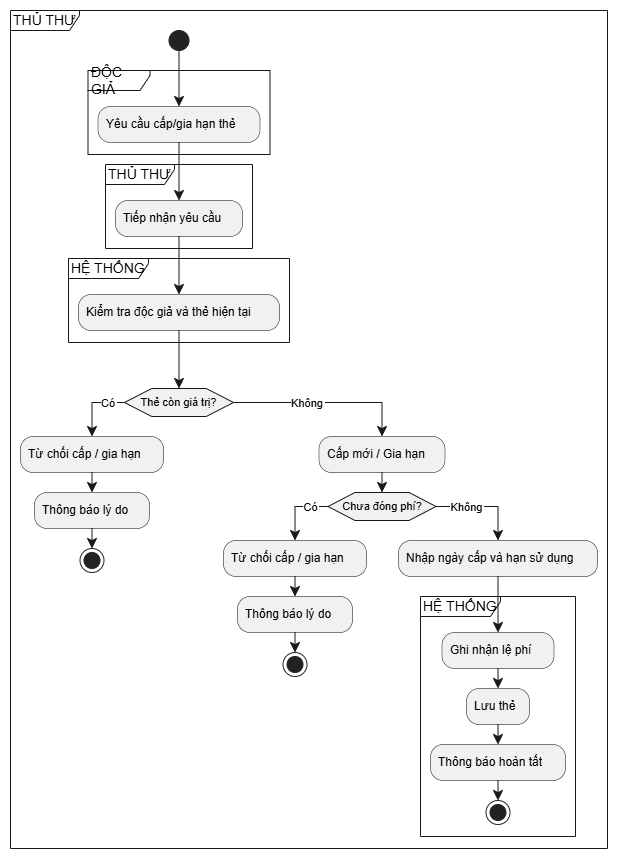 THỦ THƯ
ĐỘC
GIẢ
Yêu cầu cấp/gia hạn thẻ
THỦ THƯ
Tiếp nhận yêu cầu
HỆ THỐNG
Kiểm tra độc giả và thẻ hiện tại
Có
Thẻ còn giá trị?
Không
Từ chối cấp / gia hạn
Thông báo lý do
Cấp mới / Gia hạn
Có
Chưa đóng phí?
Không
Từ chối cấp / gia hạn
Thông báo lý do
Nhập ngày cấp và hạn sử dụng
HỆ THỐNG
Ghi nhận lệ phí
Lưu thẻ
Thông báo hoàn tất